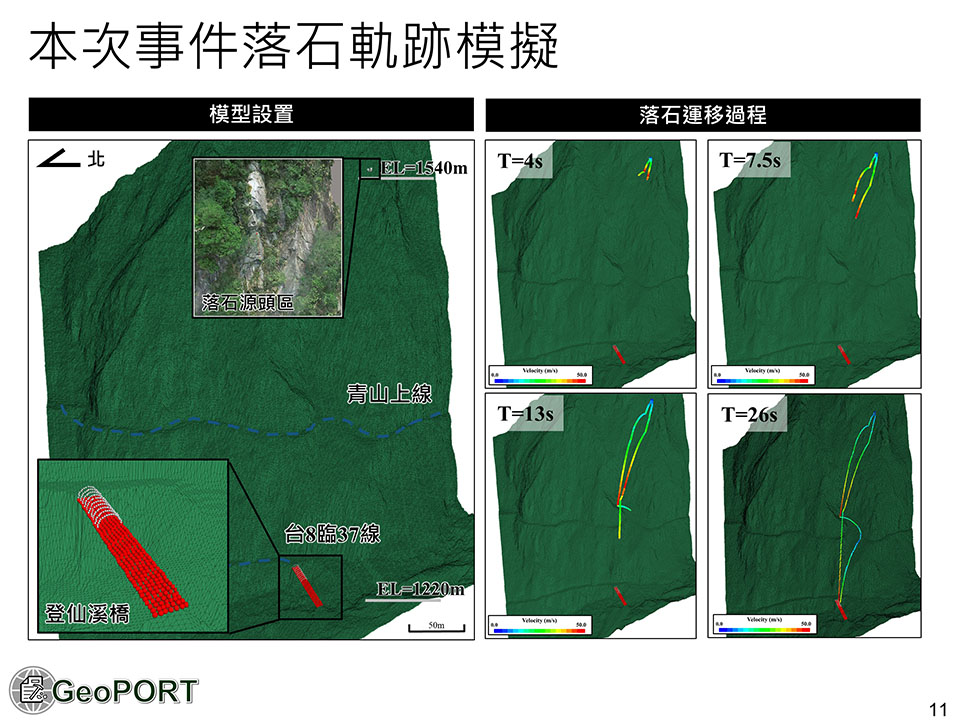 本次事件落石軌跡模擬
模型設置
北
EL=1540m
落石源頭區
青山上線
台8臨37線
登仙溪橋
EL=1220m
50m
落石運移過程
T=4s
Velocity (m/s)
0.0
50.0
T=7.5s
Velocity (m/s)
0.0
50.0
T=13s
Velocity (m/s)
0.0
50.0
T=26s
Velocity (m/s)
0.0
50.0
GeoPORT
11